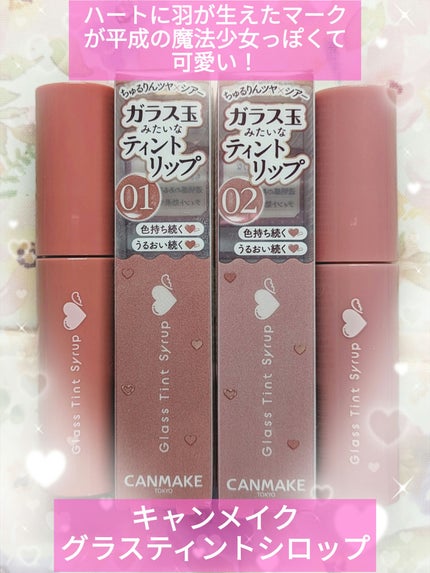 ハートに羽が生えたマーク
が平成の魔法少女っぽくて
可愛い！
ちゅるりんツヤ×シアー
ガラス玉
みたいな
ティント
リップ
01
色持ち続く
うるおい続く
Glass Tint Syrup
CANMAKE
TOKYO
ちゅるりんツヤ×シアー
ガラス玉
みたいな
ティント
リップ
02
色持ち続く
うるおい続く
Glass Tint Syrup
CANMAKE
TOKYO
Glass Tint Syrup
Glass Tint Syrup
キャンメイク
グラスティントシロップ